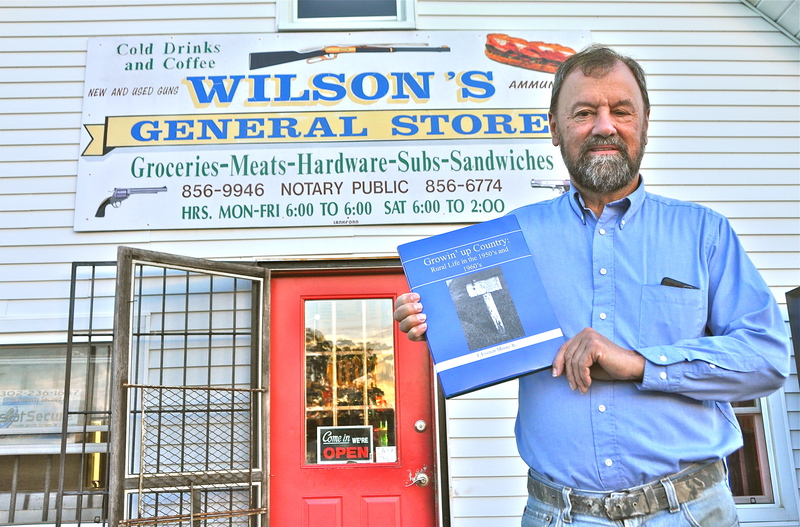 Cold Drinks
and Coffee
NEW AND USED GUNS
WILSON'S
AMMUN
GENERAL STORE
Groceries-Meats-Hardware-Subs-Sandwiches
856-9946 NOTARY PUBLIC 856-6774
HRS. MON-FRI 6:00 TO 6:00 SAT 6:00 TO 2:00
Growin' up Country:
Rural Life in the 1950's and
1960's
Come in WE'RE
OPEN